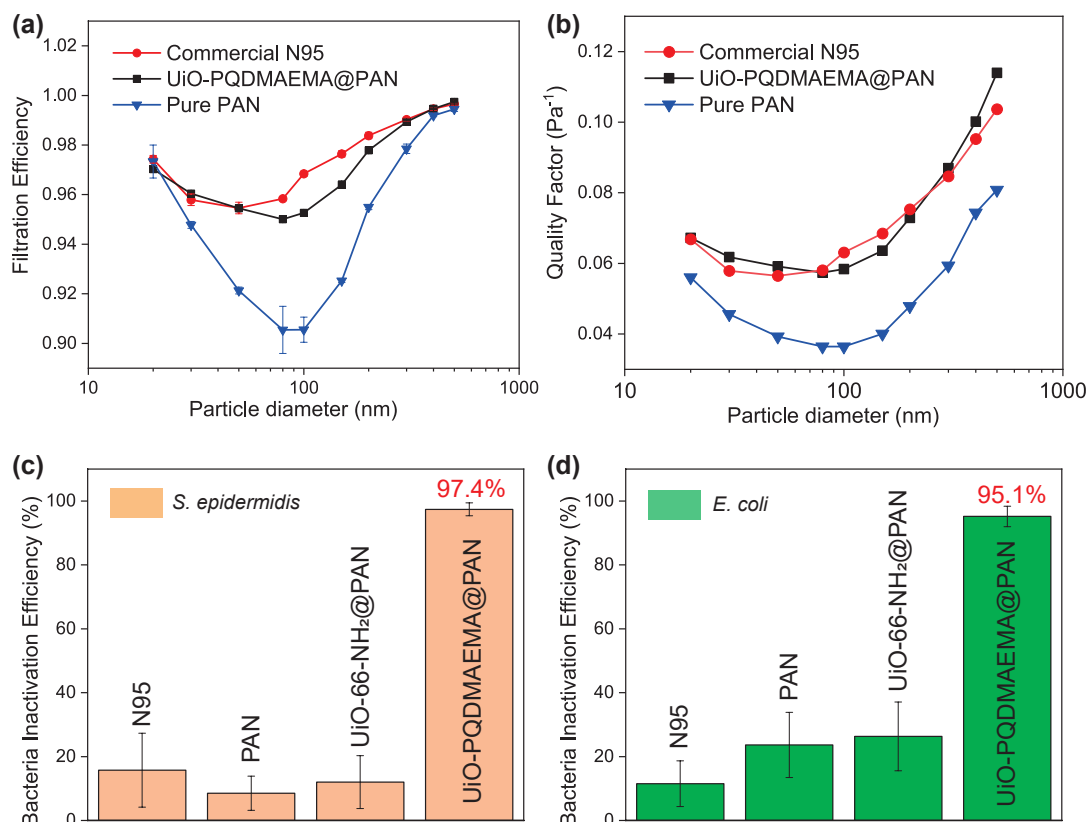 (a)
1.02
1.00
0.98
0.96
0.94
0.92
0.90
Filtration Efficiency
Commercial N95
UiO-PQDMAEMA@PAN
Pure PAN
10
100
1000
Particle diameter (nm)
(b)
0.12
0.10
0.08
0.06
0.04
Quality Factor (Pa⁻¹)
Commercial N95
UiO-PQDMAEMA@PAN
Pure PAN
10
100
1000
Particle diameter (nm)
(c)
100
80
60
40
20
0
Bacteria Inactivation Efficiency (%)
S. epidermidis
97.4%
N95
PAN
UiO-66-NH₂@PAN
UiO-PQDMAEMA@PAN
(d)
100
80
60
40
20
0
Bacteria Inactivation Efficiency (%)
E. coli
95.1%
N95
PAN
UiO-66-NH₂@PAN
UiO-PQDMAEMA@PAN